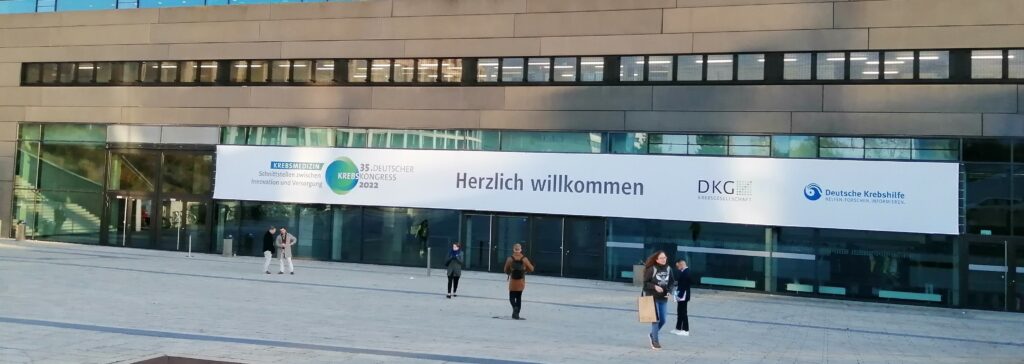 KREBSMEDIZIN
Schnittstellen zwischen
Innovation und Versorgung
35. DEUTSCHER
KREBSKONGRESS
2022
Herzlich willkommen
DKG
KREBSGESELLSCHAFT
Deutsche Krebshilfe
HELFEN. FORSCHEN. INFORMIEREN.